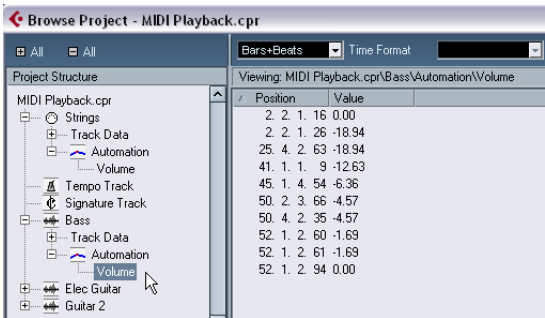 Browse Project - MIDI Playback.cpr
All All Bars+Beats Time Format
Project Structure
MIDI Playback.cpr
Strings
Track Data
Automation
Volume
Tempo Track
Signature Track
Bass
Track Data
Automation
Volume
Elec Guitar
Guitar 2
Viewing: MIDI Playback.cpr\Bass\Automation\Volume
Position Value
2. 2. 1. 16 0.00
2. 2. 1. 26 -18.94
25. 4. 2. 63 -18.94
41. 1. 1. 9 -12.63
45. 1. 4. 54 -6.36
50. 2. 3. 66 -4.57
50. 4. 2. 35 -4.57
52. 1. 2. 60 -1.69
52. 1. 2. 61 -1.69
52. 1. 2. 94 0.00